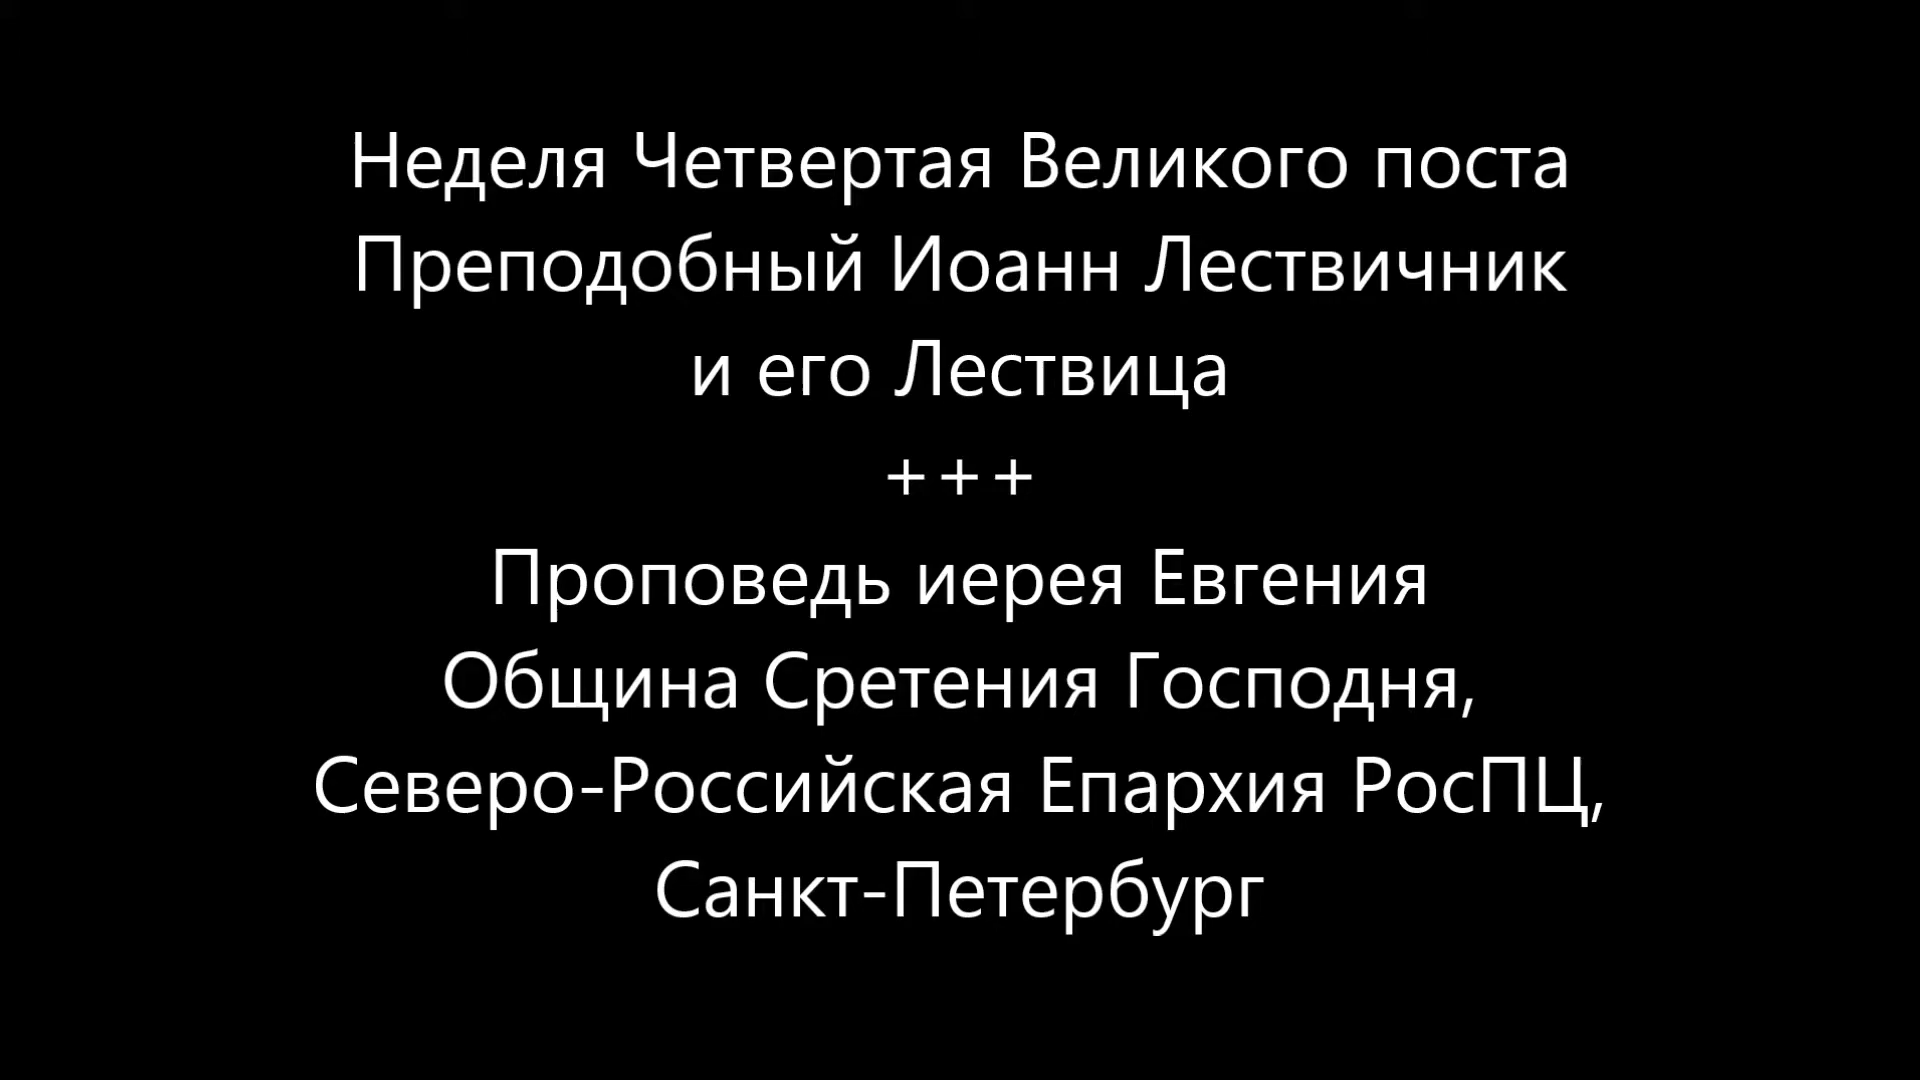 Неделя Четвертая Великого поста
Преподобный Иоанн Лествичник
и его Лествица
+++
Проповедь иерея Евгения
Община Сретения Господня,
Северо-Российская Епархия РосПЦ,
Санкт-Петербург